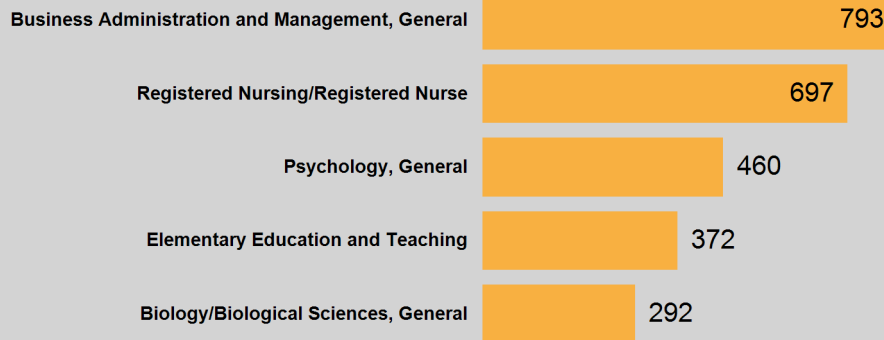 Business Administration and Management, General 793
Registered Nursing/Registered Nurse 697
Psychology, General 460
Elementary Education and Teaching 372
Biology/Biological Sciences, General 292